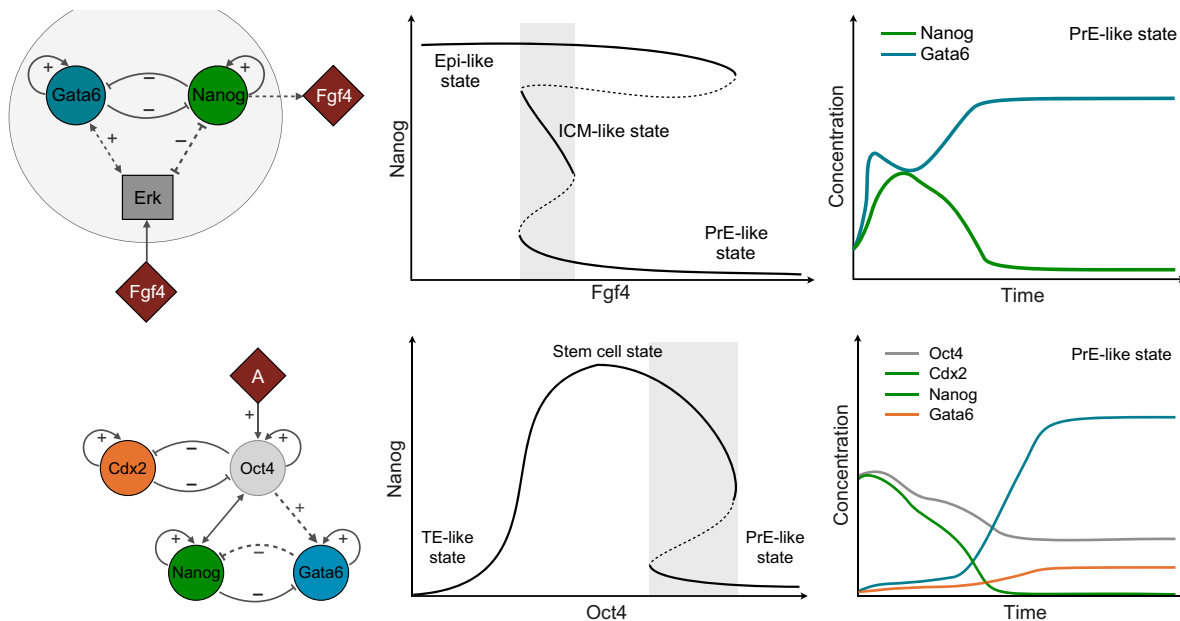 +
+
−
−
Gata6
Nanog
Fgf4
+
−
Erk
Fgf4
Nanog
Epi-like
state
ICM-like state
PrE-like
state
Fgf4
Nanog
Gata6
PrE-like state
Concentration
Time
A
+
+
+
−
−
Cdx2
Oct4
+
+
−
+
Nanog
Gata6
−
Nanog
Stem cell state
TE-like
state
PrE-like
state
Oct4
Oct4
Cdx2
Nanog
Gata6
PrE-like state
Concentration
Time